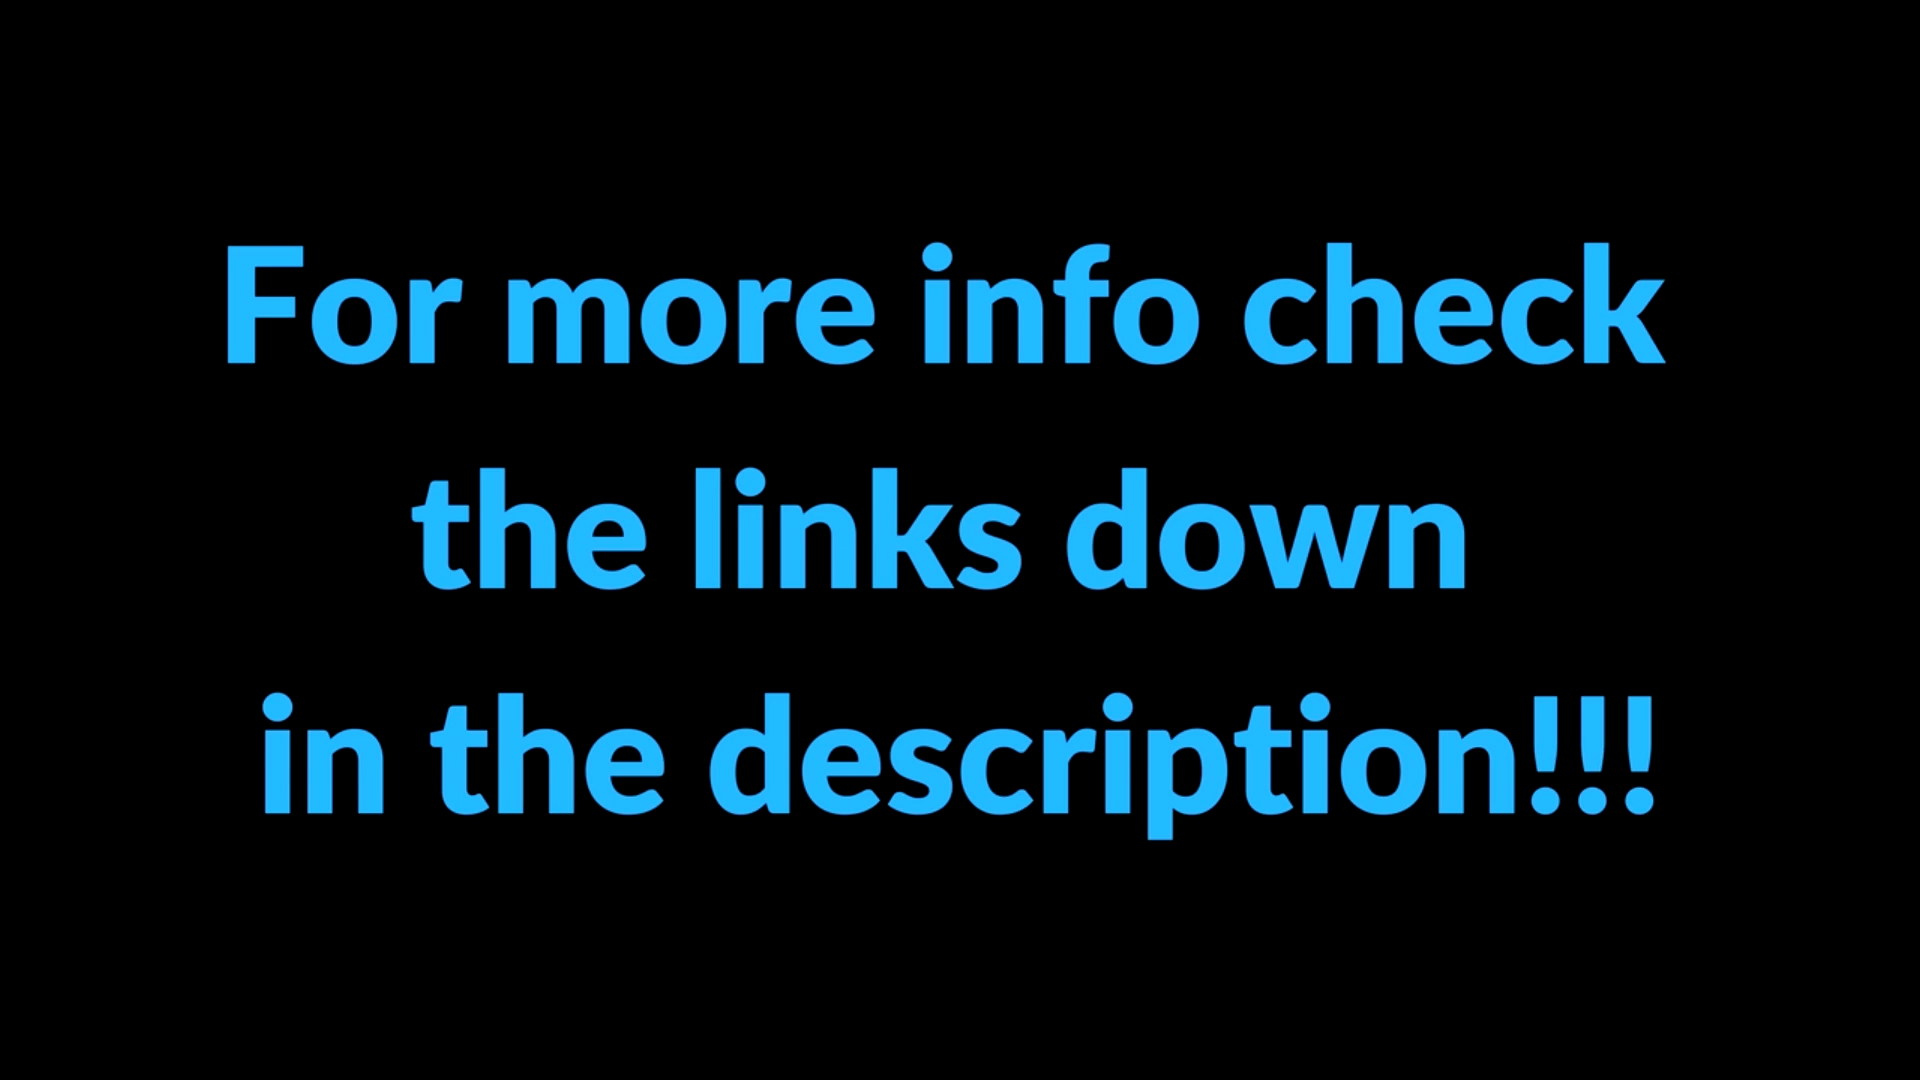 For more info check
the links down
in the description!!!